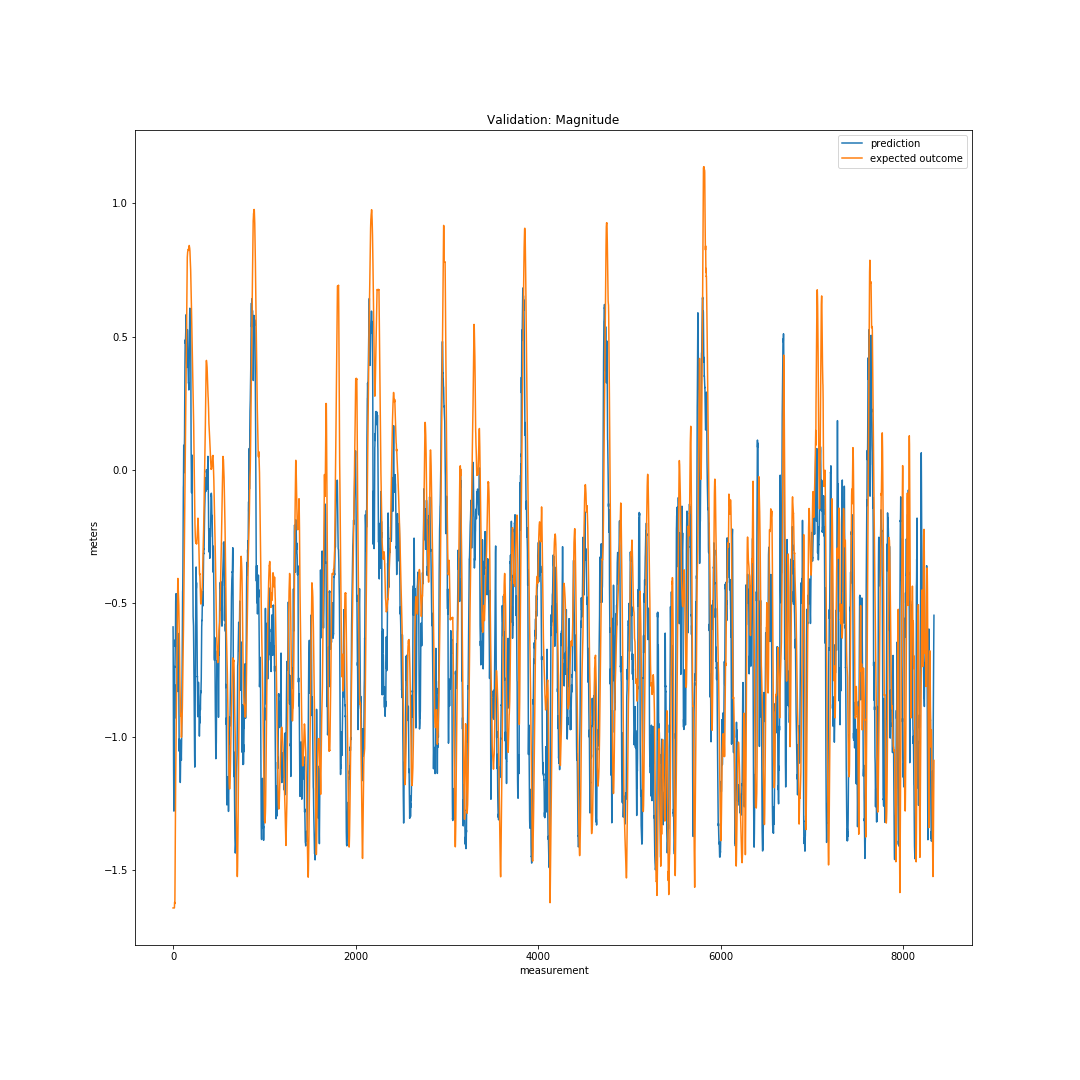 Validation: Magnitude
prediction
expected outcome
1.0
0.5
0.0
−0.5
−1.0
−1.5
meters
0 2000 4000 6000 8000
measurement